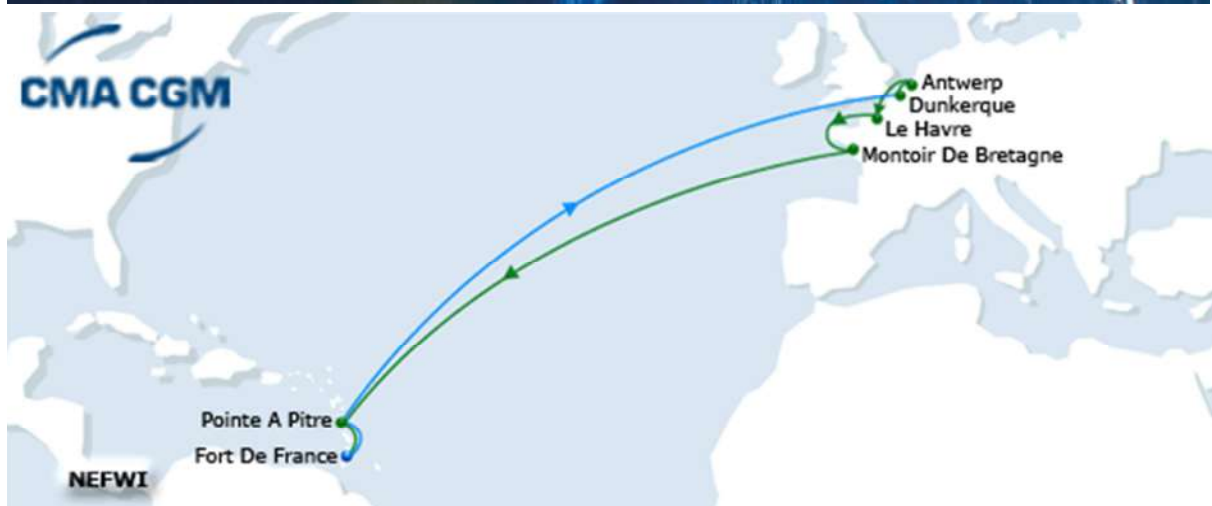 CMA CGM
Antwerp
Dunkerque
Le Havre
Montoir De Bretagne
Pointe A Pitre
Fort De France
NEFWI